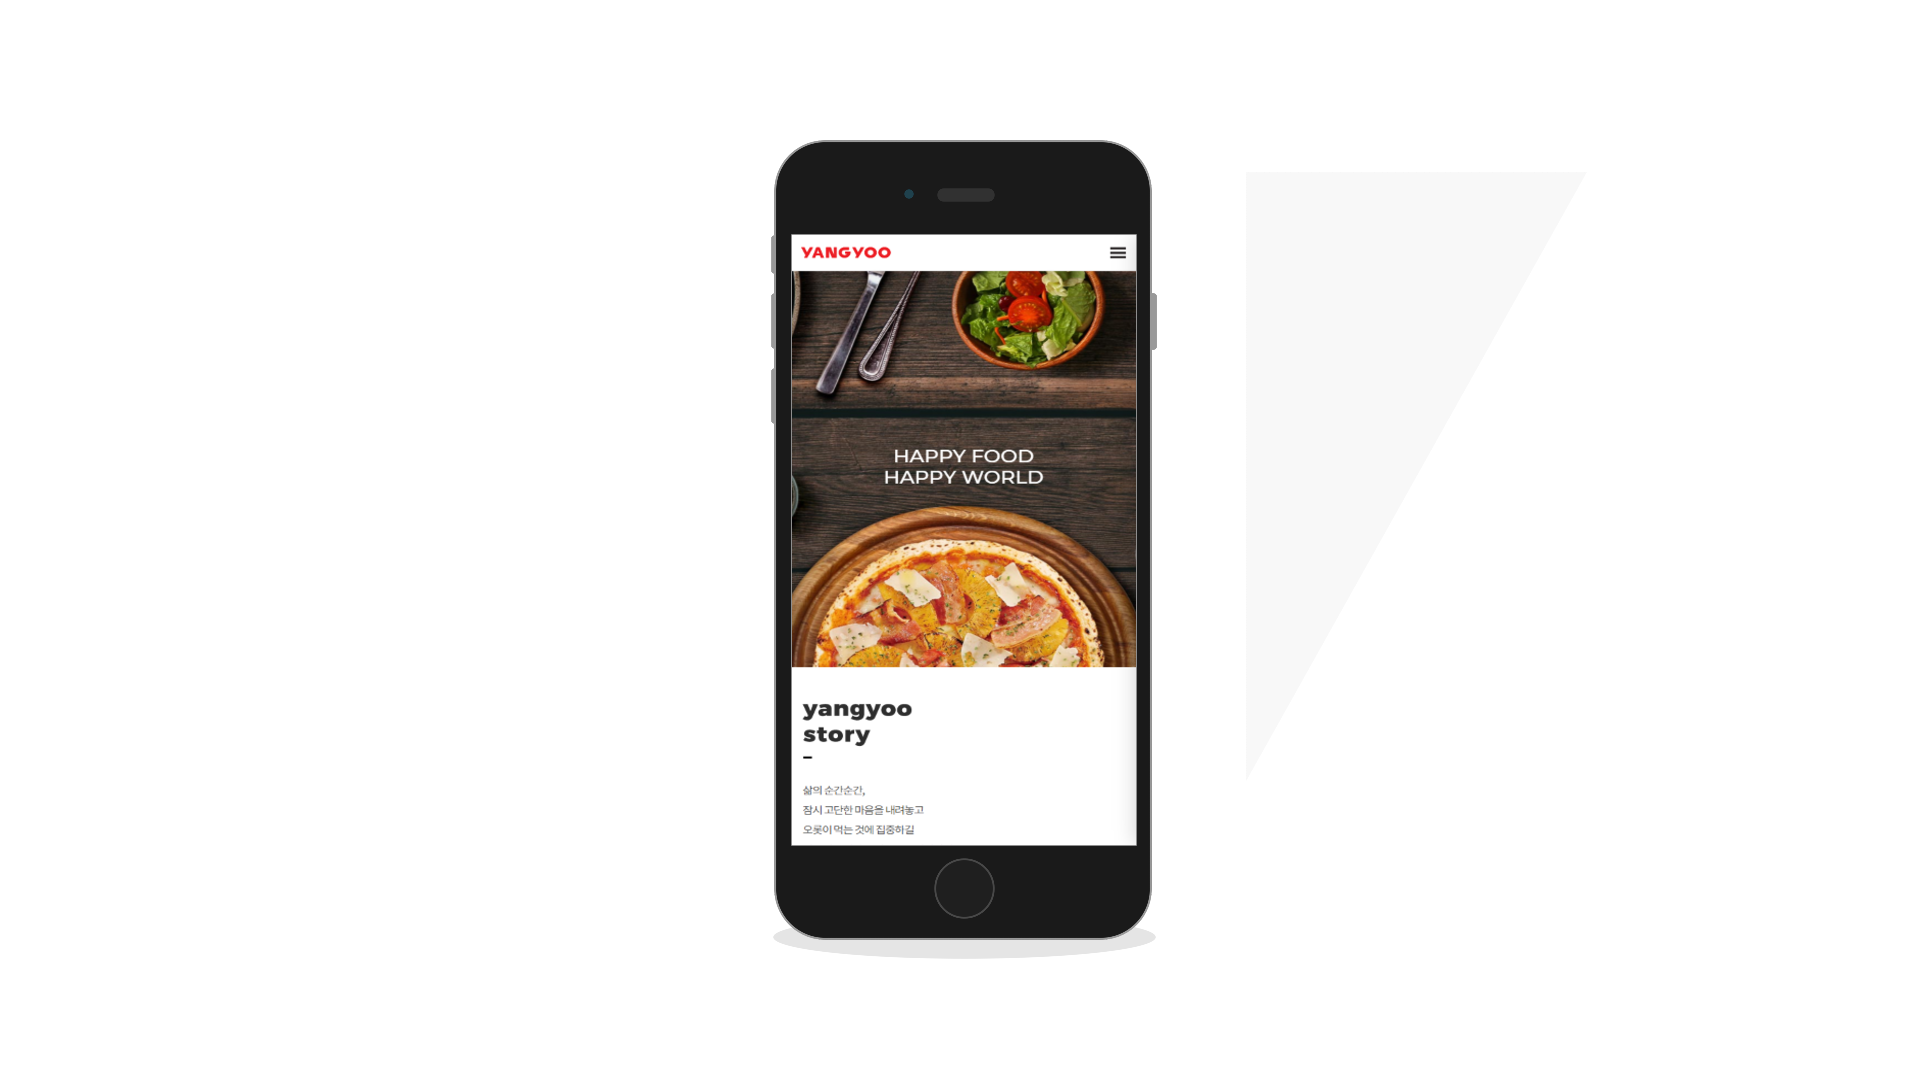 YANGYOO
HAPPY FOOD
HAPPY WORLD
yangyoo
story
삶의 순간순간,
잠시 고단한 마음을 내려놓고
오롯이 먹는 것에 집중하길